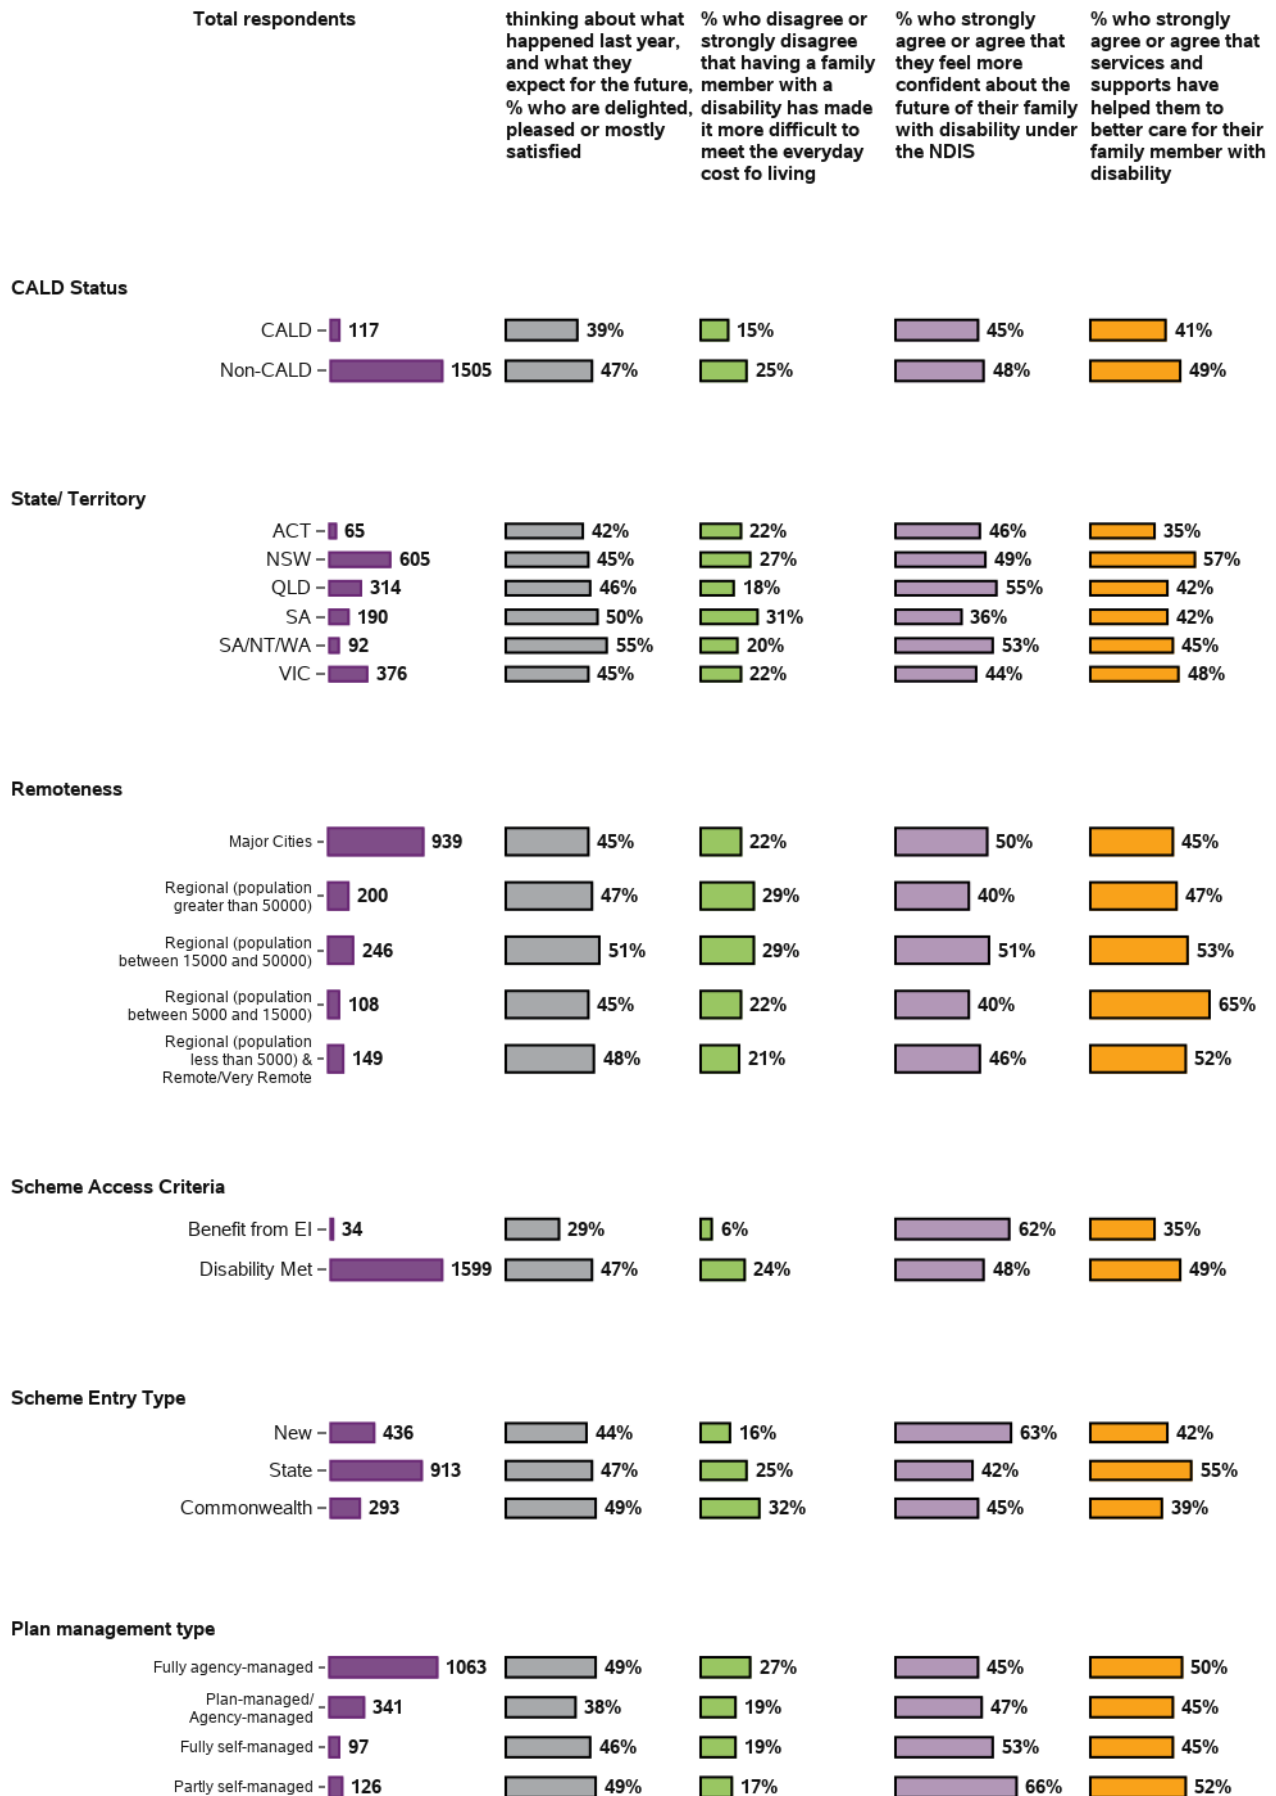 Total respondents
thinking about what
happened last year,
and what they
expect for the future,
% who are delighted,
pleased or mostly
satisfied
% who disagree or
strongly disagree
that having a family
member with a
disability has made
it more difficult to
meet the everyday
cost fo living
% who strongly
agree or agree that
they feel more
confident about the
future of their family
with disability under
the NDIS
% who strongly
agree or agree that
services and
supports have
helped them to
better care for their
family member with
disability
CALD Status
CALD 117 39% 15% 45% 41%
Non-CALD 1505 47% 25% 48% 49%
State/ Territory
ACT 65 42% 22% 46% 35%
NSW 605 45% 27% 49% 57%
QLD 314 46% 18% 55% 42%
SA 190 50% 31% 36% 42%
SA/NT/WA 92 55% 20% 53% 45%
VIC 376 45% 22% 44% 48%
Remoteness
Major Cities 939 45% 22% 50% 45%
Regional (population
greater than 50000) 200 47% 29% 40% 47%
Regional (population
between 15000 and 50000) 246 51% 29% 51% 53%
Regional (population
between 5000 and 15000) 108 45% 22% 40% 65%
Regional (population
less than 5000) & 149 48% 21% 46% 52%
Remote/Very Remote
Scheme Access Criteria
Benefit from EI 34 29% 6% 62% 35%
Disability Met 1599 47% 24% 48% 49%
Scheme Entry Type
New 436 44% 16% 63% 42%
State 913 47% 25% 42% 55%
Commonwealth 293 49% 32% 45% 39%
Plan management type
Fully agency-managed 1063 49% 27% 45% 50%
Plan-managed/
Agency-managed 341 38% 19% 47% 45%
Fully self-managed 97 46% 19% 53% 45%
Partly self-managed 126 49% 17% 66% 52%